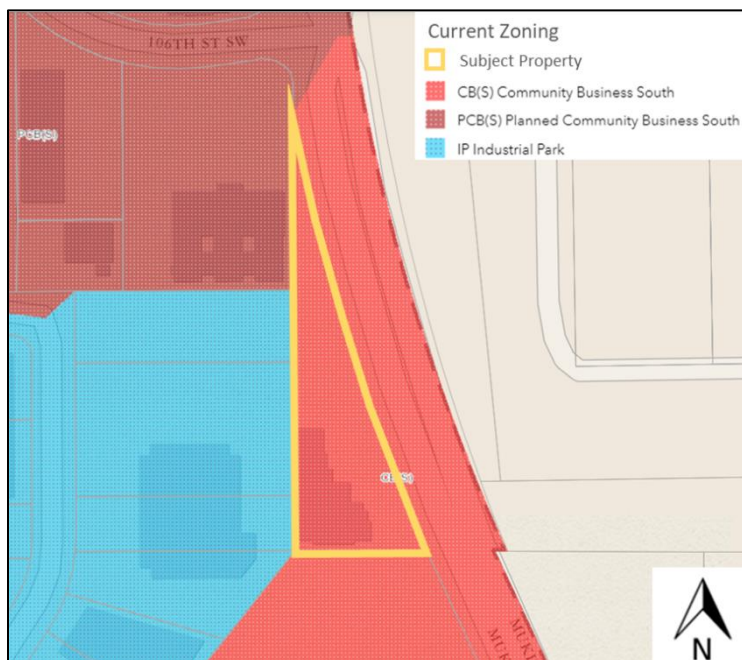 Current Zoning
Subject Property
CB(S) Community Business South
PCB(S) Planned Community Business South
IP Industrial Park
106TH ST SW
PCB(S)
CB(S)
N